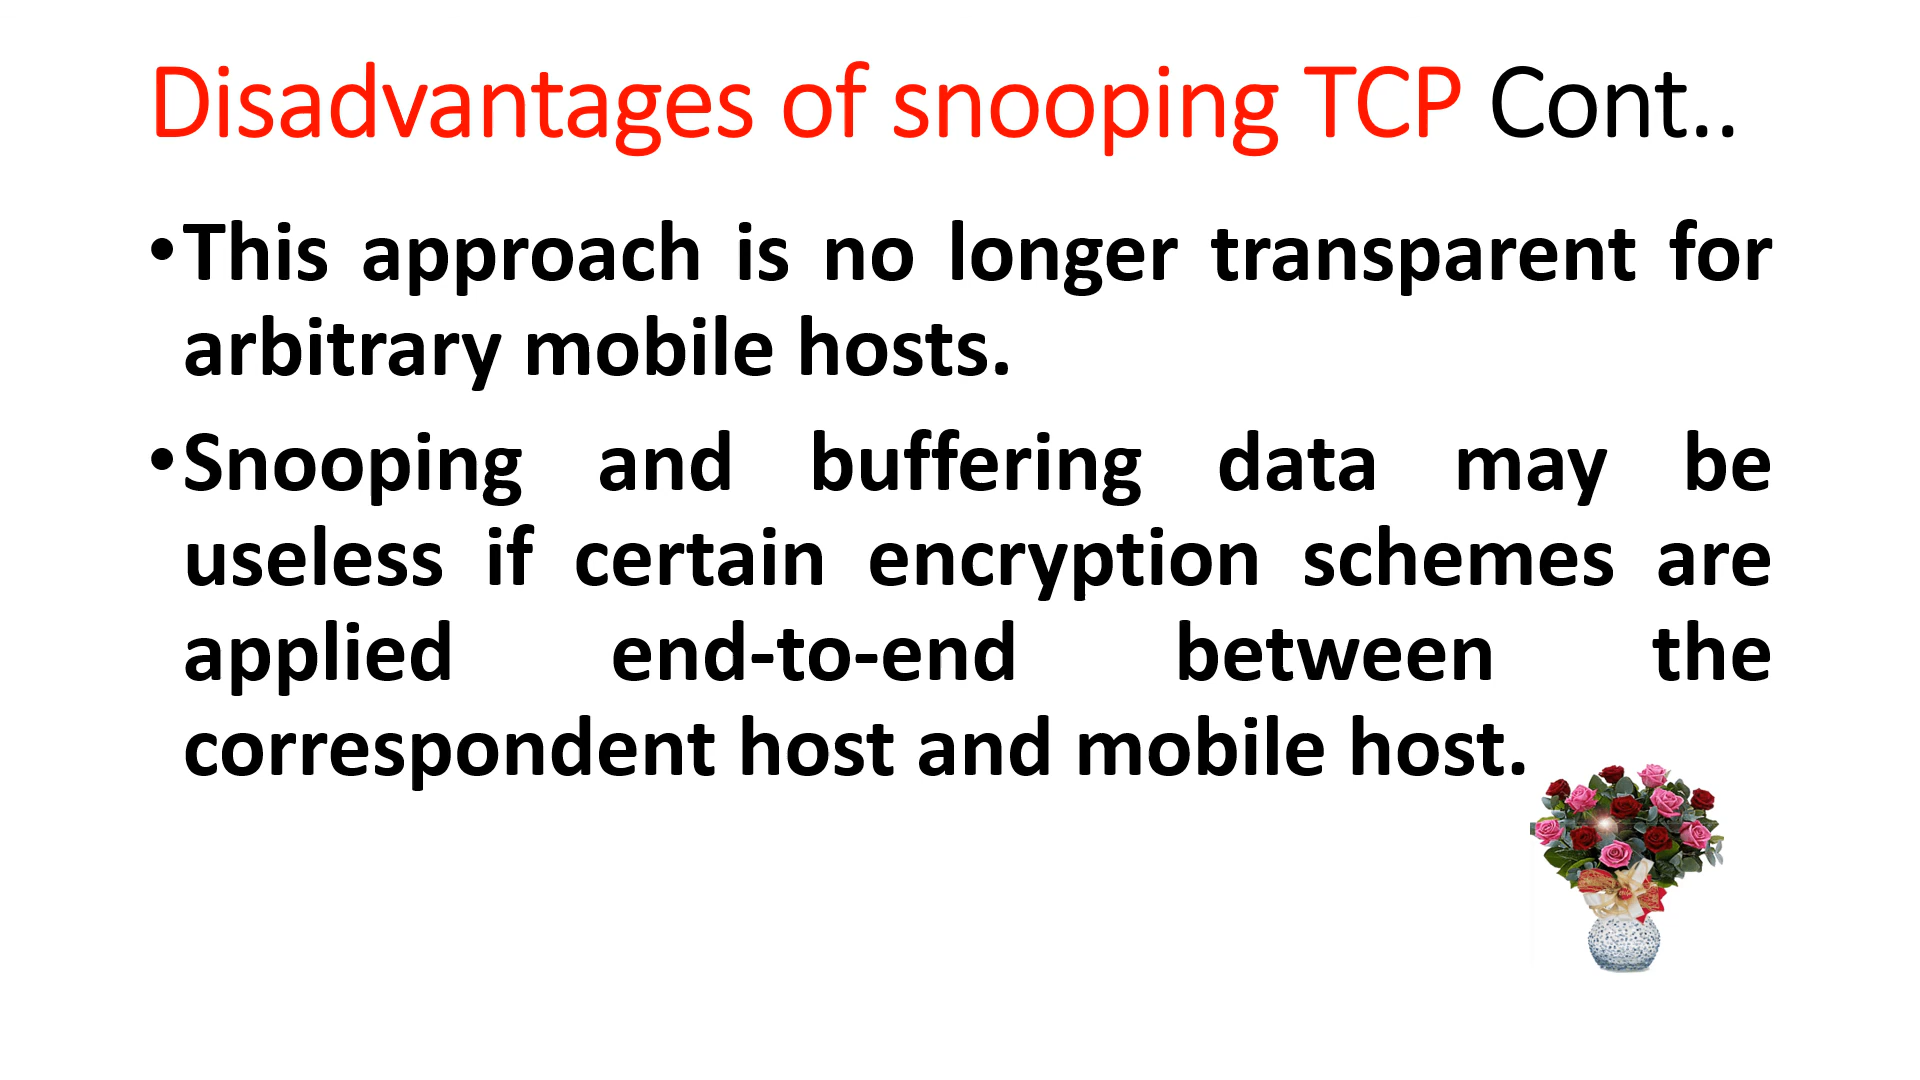 Disadvantages of snooping TCP Cont..
•This approach is no longer transparent for
arbitrary mobile hosts.
•Snooping and buffering data may be
useless if certain encryption schemes are
applied end-to-end between the
correspondent host and mobile host.